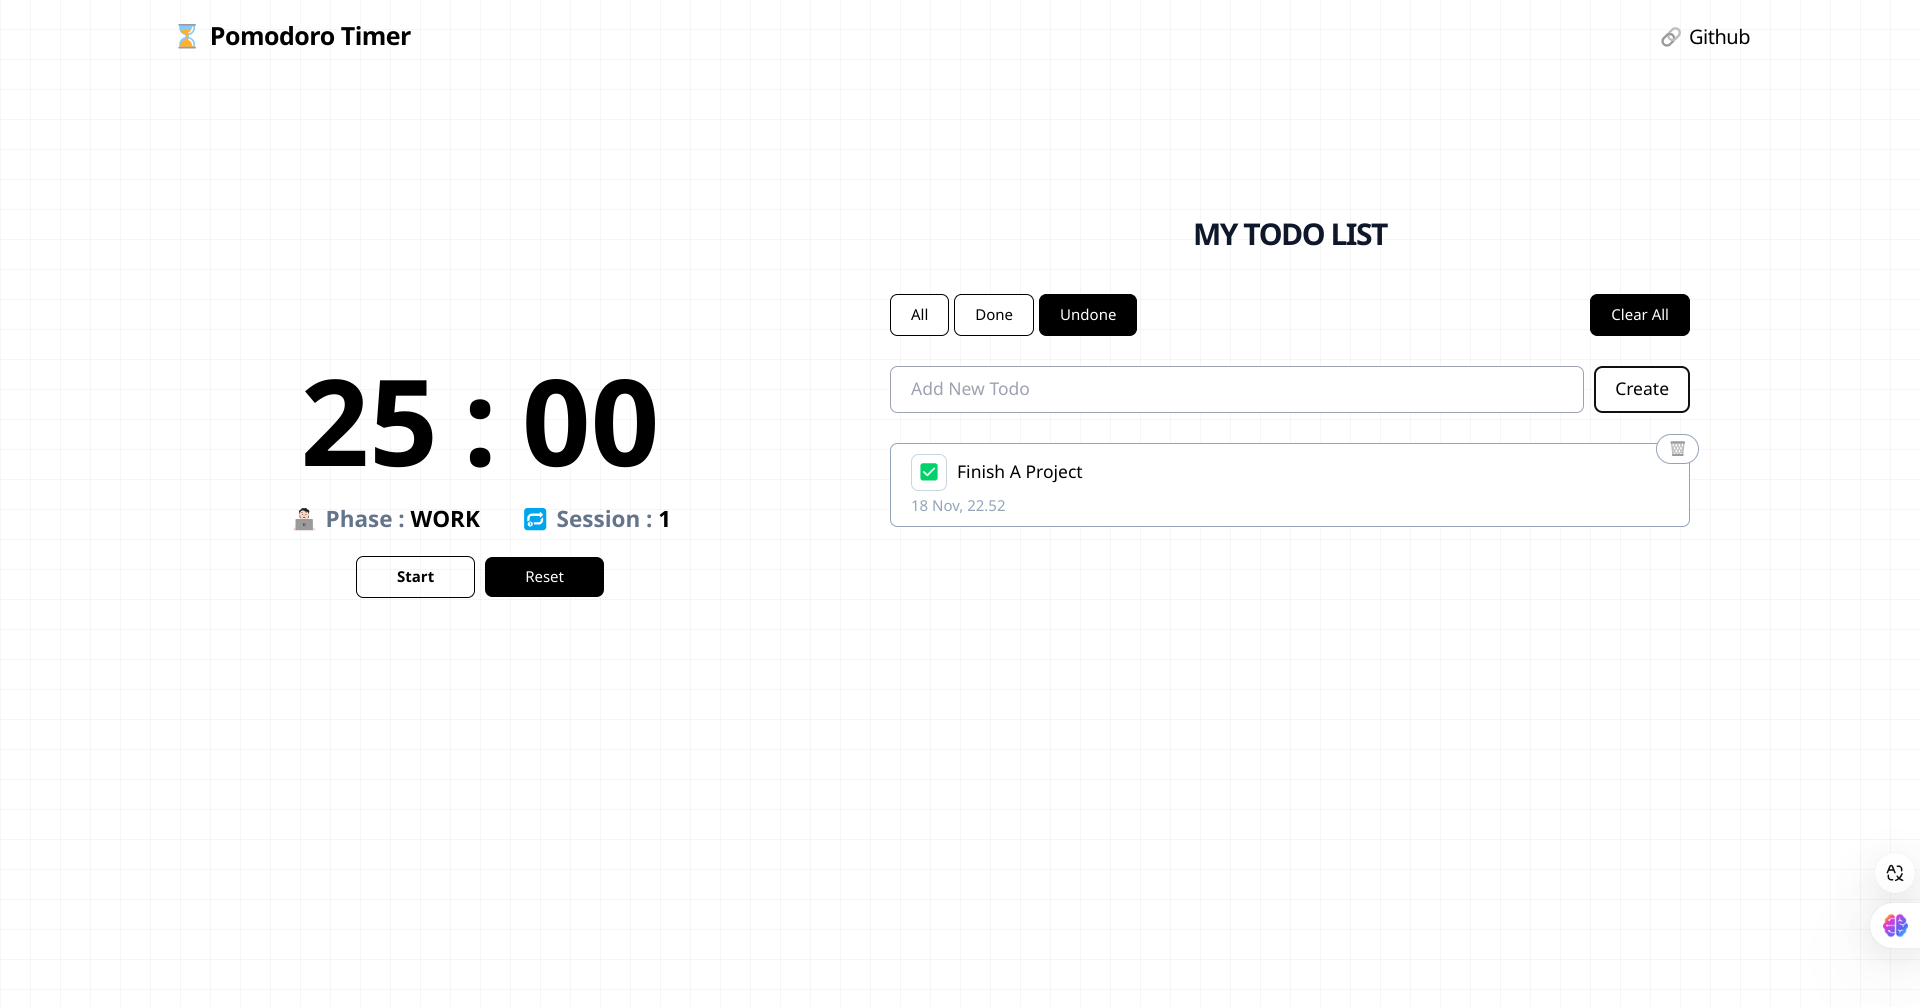 Pomodoro Timer
Github
25 : 00
Phase : WORK
Session : 1
Start
Reset
MY TODO LIST
All
Done
Undone
Clear All
Add New Todo
Create
Finish A Project
18 Nov, 22.52